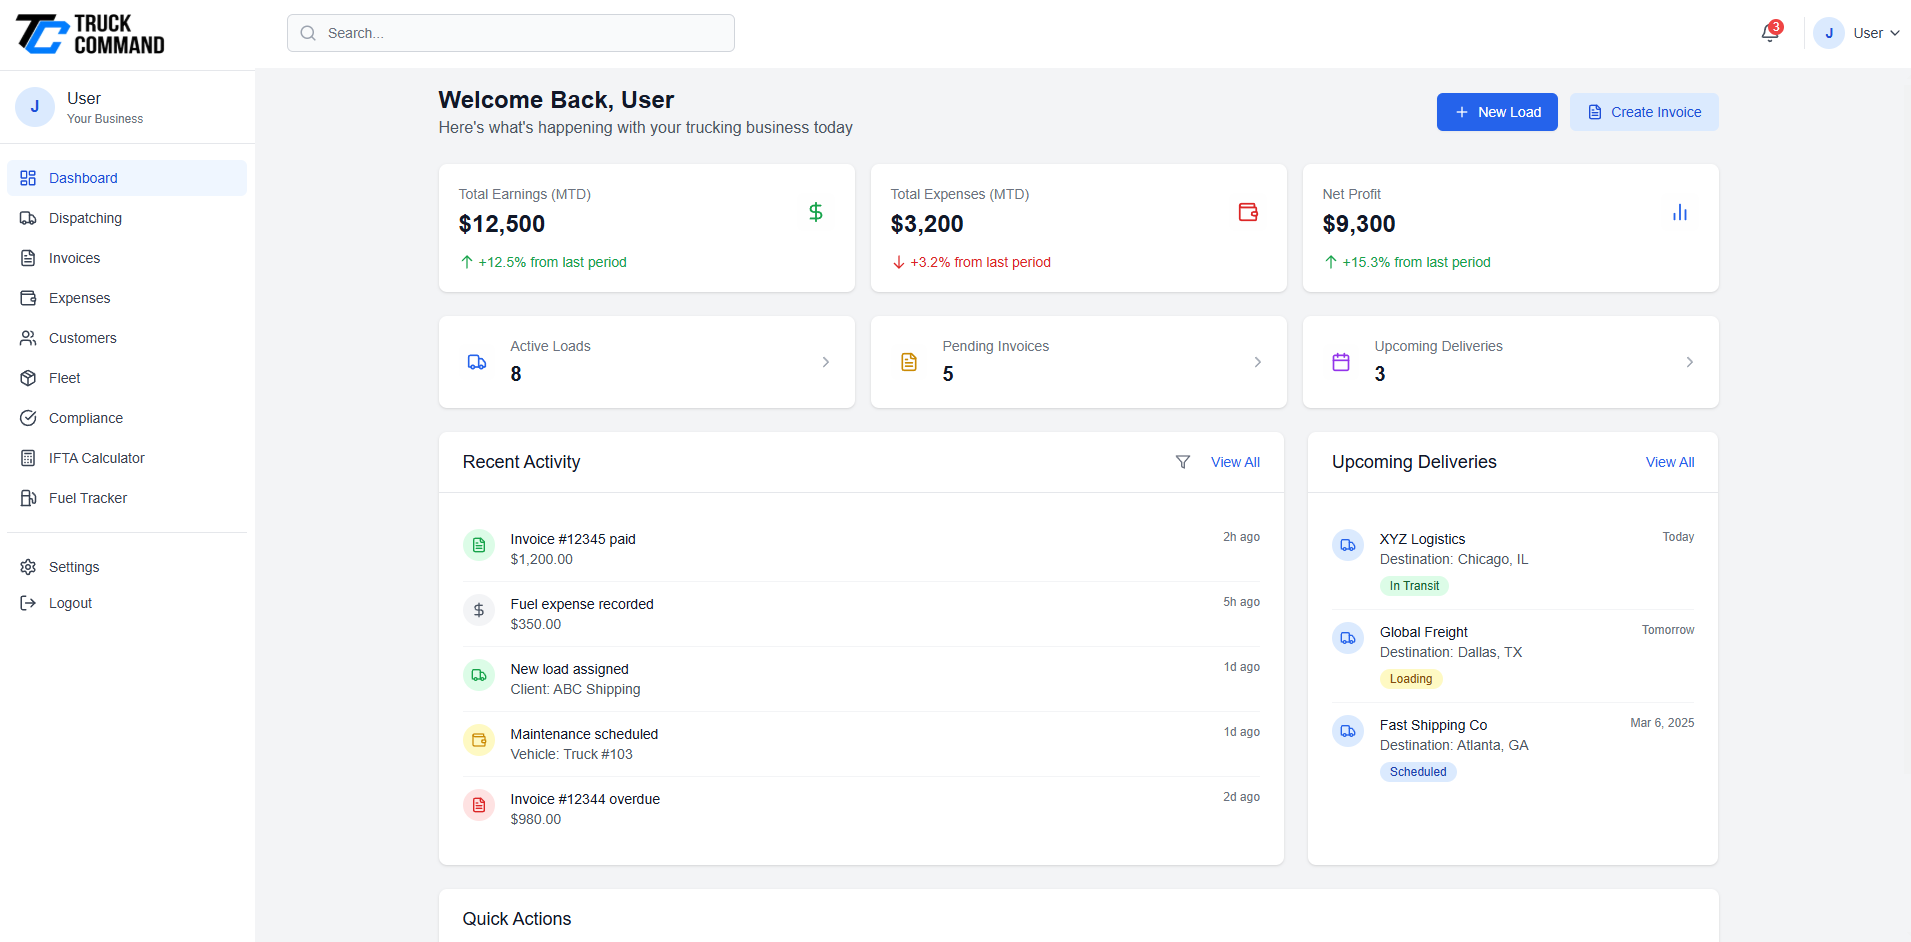 TRUCK
COMMAND
Search...
3
J
User
J
User
Your Business
Dashboard
Dispatching
Invoices
Expenses
Customers
Fleet
Compliance
IFTA Calculator
Fuel Tracker
Settings
Logout
Welcome Back, User
Here's what's happening with your trucking business today
New Load
Create Invoice
Total Earnings (MTD)
$12,500
+12.5% from last period
Total Expenses (MTD)
$3,200
+3.2% from last period
Net Profit
$9,300
+15.3% from last period
Active Loads
8
Pending Invoices
5
Upcoming Deliveries
3
Recent Activity
View All
Invoice #12345 paid
2h ago
$1,200.00
Fuel expense recorded
5h ago
$350.00
New load assigned
1d ago
Client: ABC Shipping
Maintenance scheduled
1d ago
Vehicle: Truck #103
Invoice #12344 overdue
2d ago
$980.00
Upcoming Deliveries
View All
XYZ Logistics
Today
Destination: Chicago, IL
In Transit
Global Freight
Tomorrow
Destination: Dallas, TX
Loading
Fast Shipping Co
Mar 6, 2025
Destination: Atlanta, GA
Scheduled
Quick Actions